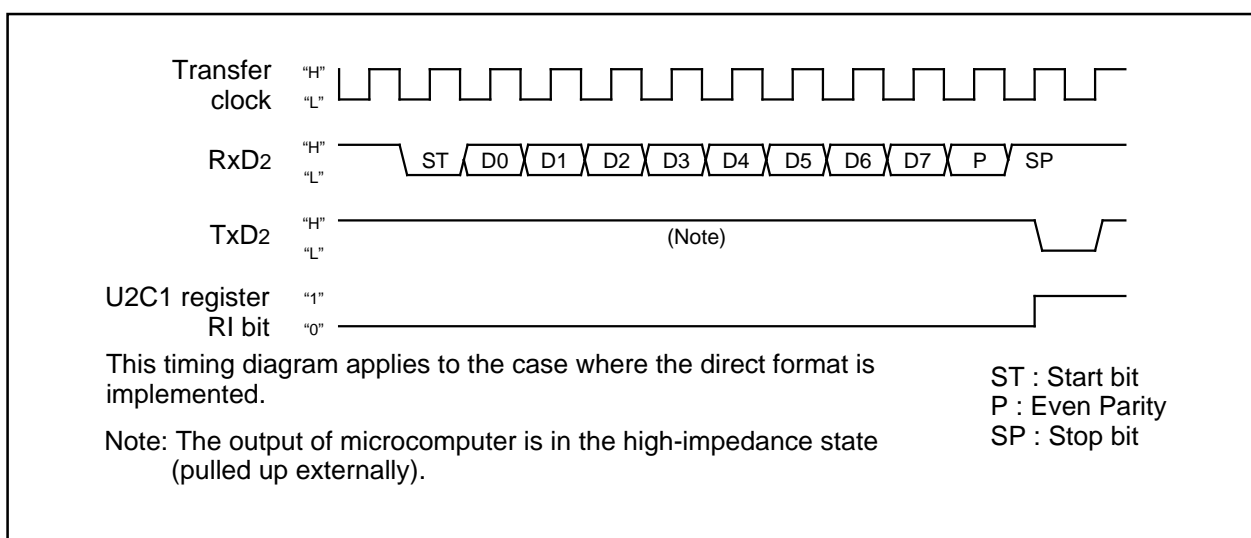 Transfer clock
“H”
“L”
RxD2
“H”
“L”
ST D0 D1 D2 D3 D4 D5 D6 D7 P SP
TxD2
“H”
“L”
(Note)
U2C1 register
RI bit
“1”
“0”
This timing diagram applies to the case where the direct format is
implemented.
Note: The output of microcomputer is in the high-impedance state
(pulled up externally).
ST : Start bit
P : Even Parity
SP : Stop bit